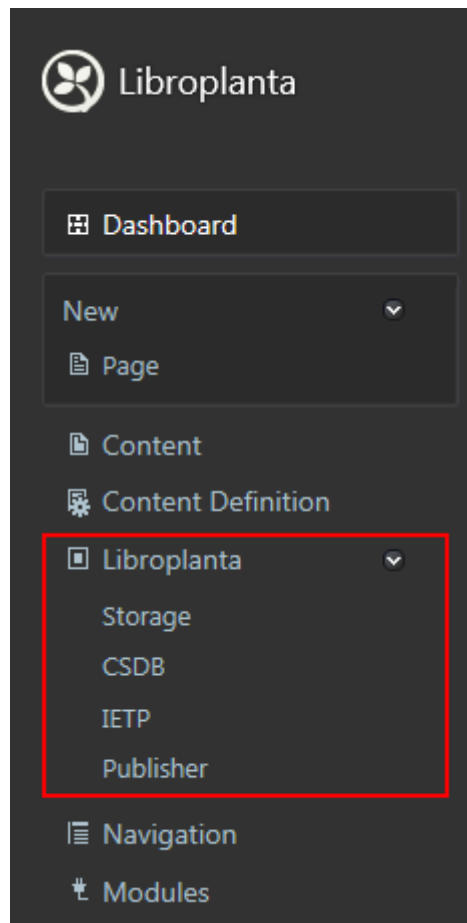 Libroplanta
Dashboard
New
Page
Content
Content Definition
Libroplanta
Storage
CSDB
IETP
Publisher
Navigation
Modules